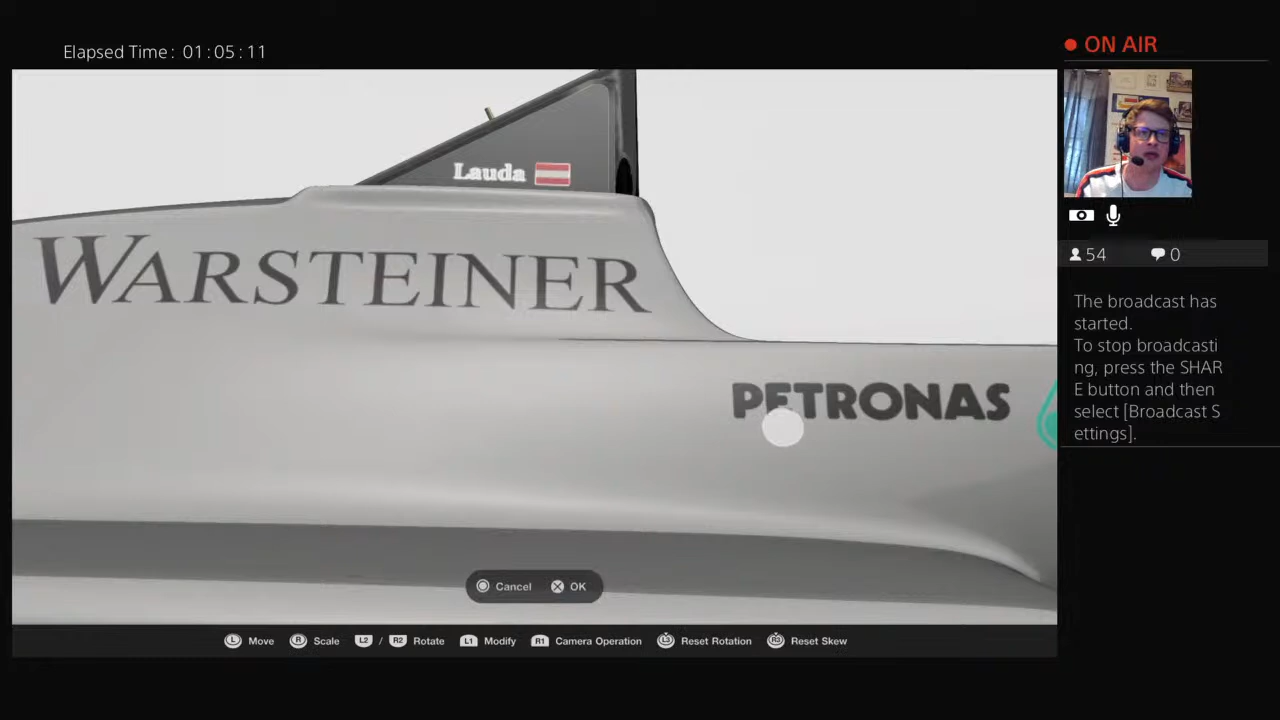 Elapsed Time: 01:05:11
ON AIR
Lauda
WARSTEINER
54
0
The broadcast has
started.
To stop broadcasti
ng, press the SHAR
E button and then
select [Broadcast S
ettings].
PETRONAS
Cancel
OK
L Move R Scale L2 / R2 Rotate L1 Modify R1 Camera Operation L3 Reset Rotation R3 Reset Skew